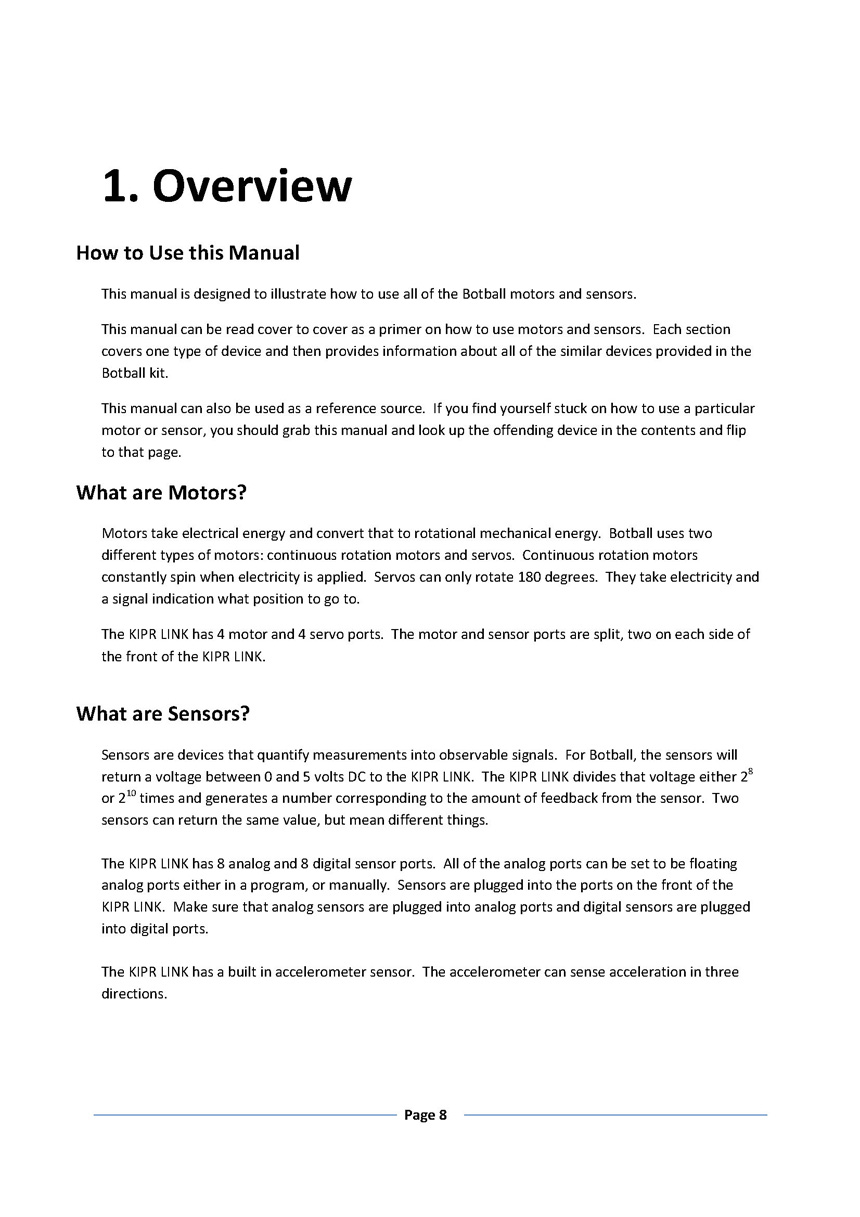 1. Overview
How to Use this Manual
This manual is designed to illustrate how to use all of the Botball motors and sensors.
This manual can be read cover to cover as a primer on how to use motors and sensors.  Each section
covers one type of device and then provides information about all of the similar devices provided in the
Botball kit.
This manual can also be used as a reference source.  If you find yourself stuck on how to use a particular
motor or sensor, you should grab this manual and look up the offending device in the contents and flip
to that page.
What are Motors?
Motors take electrical energy and convert that to rotational mechanical energy.  Botball uses two
different types of motors: continuous rotation motors and servos.  Continuous rotation motors
constantly spin when electricity is applied.  Servos can only rotate 180 degrees.  They take electricity and
a signal indication what position to go to.
The KIPR LINK has 4 motor and 4 servo ports.  The motor and sensor ports are split, two on each side of
the front of the KIPR LINK.
What are Sensors?
Sensors are devices that quantify measurements into observable signals.  For Botball, the sensors will
return a voltage between 0 and 5 volts DC to the KIPR LINK.  The KIPR LINK divides that voltage either 2⁸
or 2¹⁰ times and generates a number corresponding to the amount of feedback from the sensor.  Two
sensors can return the same value, but mean different things.
The KIPR LINK has 8 analog and 8 digital sensor ports.  All of the analog ports can be set to be floating
analog ports either in a program, or manually.  Sensors are plugged into the ports on the front of the
KIPR LINK.  Make sure that analog sensors are plugged into analog ports and digital sensors are plugged
into digital ports.
The KIPR LINK has a built in accelerometer sensor.  The accelerometer can sense acceleration in three
directions.
Page 8